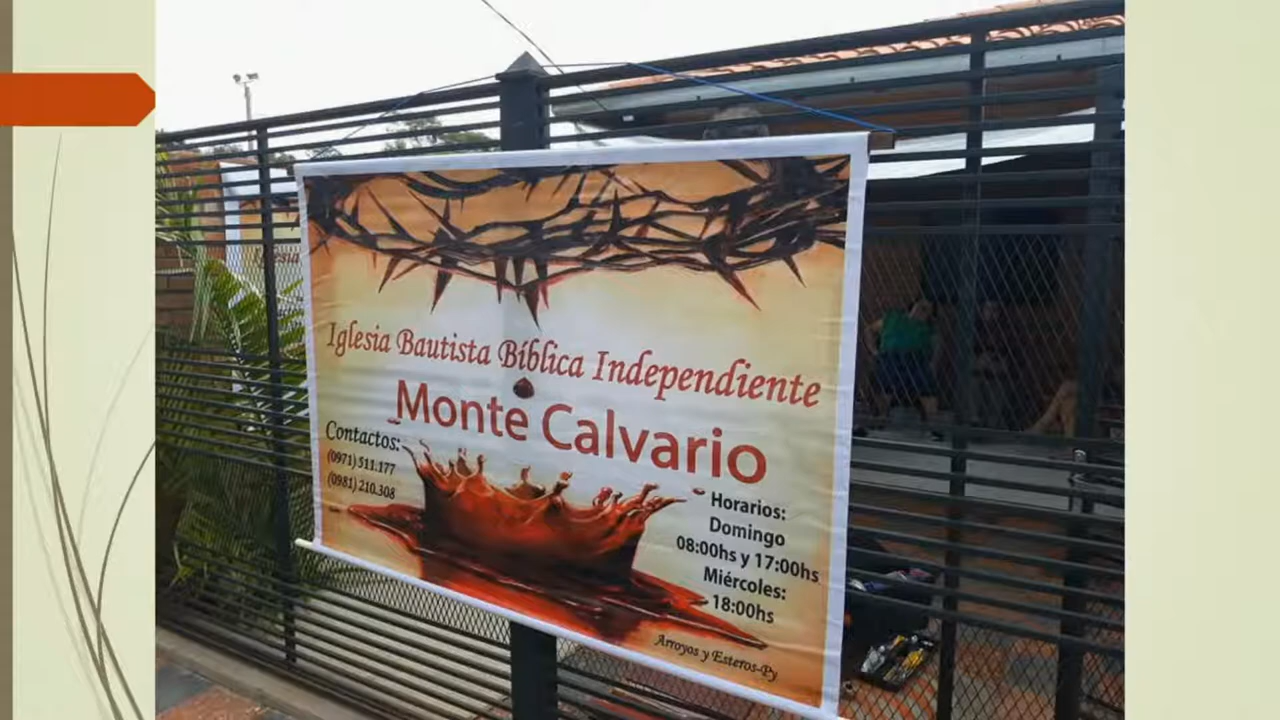 Iglesia Bautista Bíblica Independiente
Monte Calvario
Contactos:
(0971) 511.177
(0981) 210.308
Horarios:
Domingo
08:00hs y 17:00hs
Miércoles:
18:00hs
Arroyos y Esteros-Py